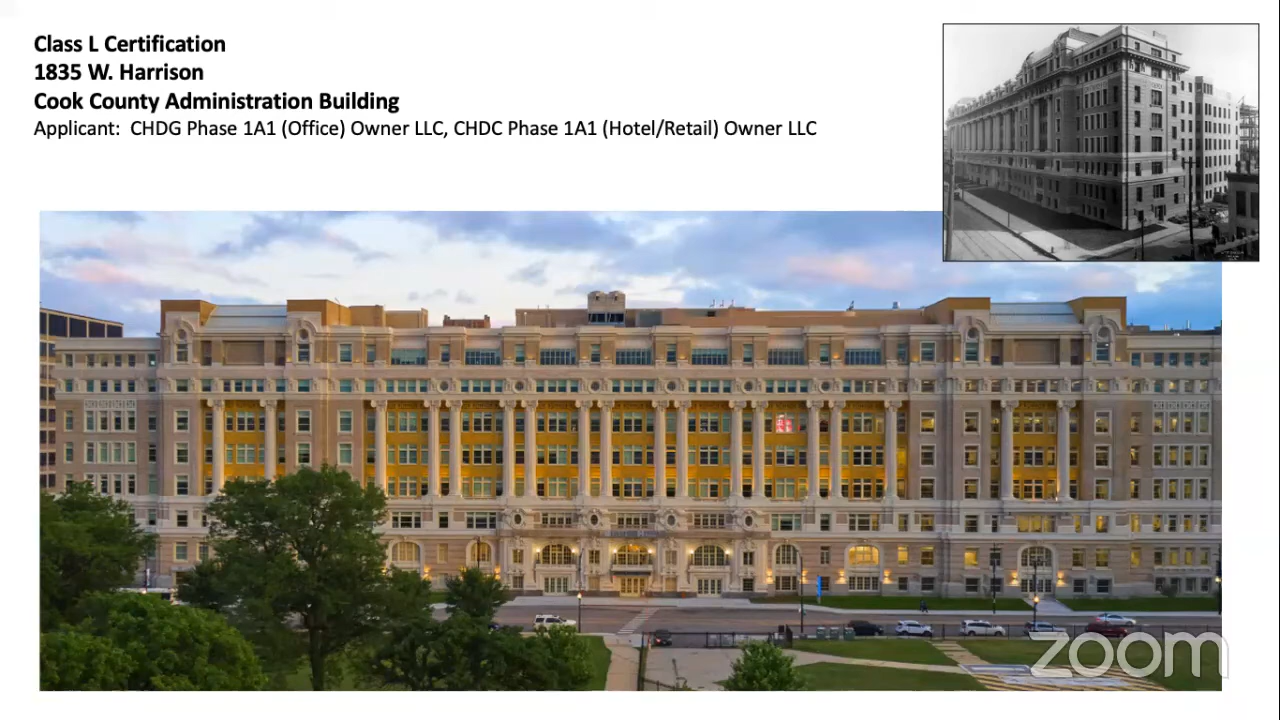 Class L Certification
1835 W. Harrison
Cook County Administration Building
Applicant:  CHDG Phase 1A1 (Office) Owner LLC, CHDC Phase 1A1 (Hotel/Retail) Owner LLC
zoom